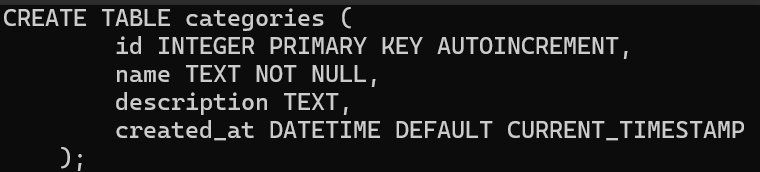 CREATE TABLE categories (
        id INTEGER PRIMARY KEY AUTOINCREMENT,
        name TEXT NOT NULL,
        description TEXT,
        created_at DATETIME DEFAULT CURRENT_TIMESTAMP
    );